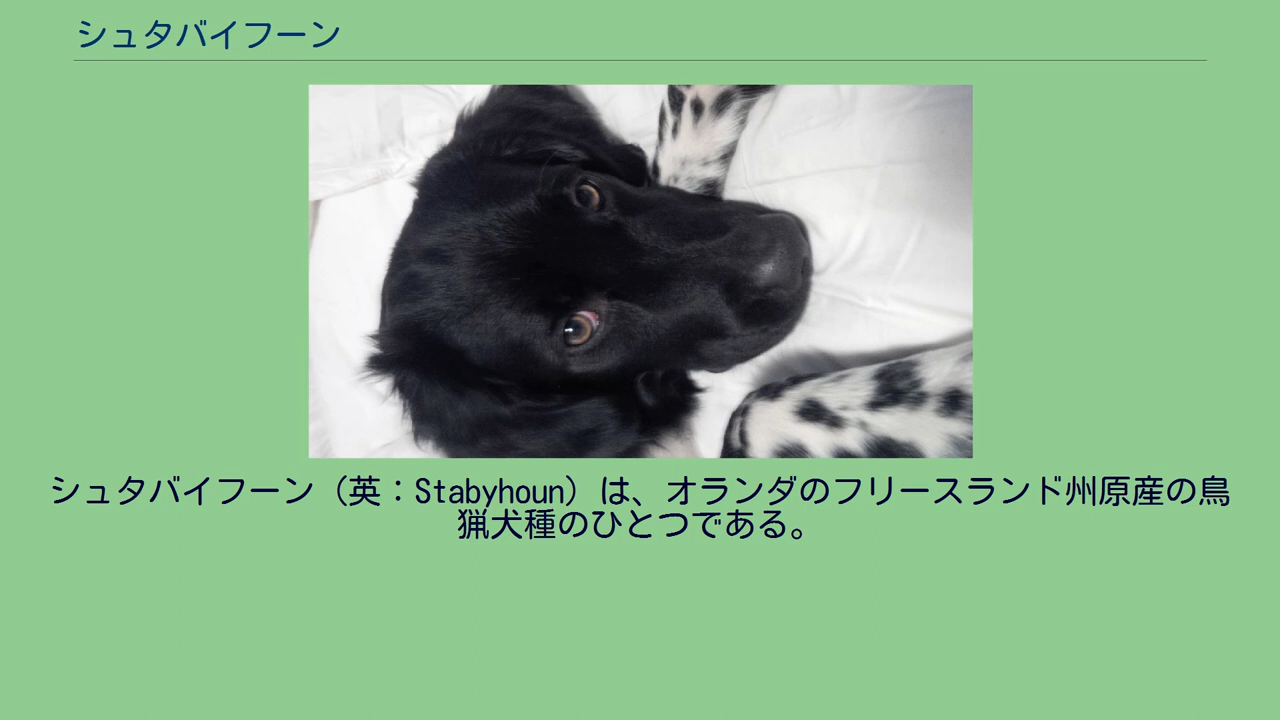 シュタバイフーン
シュタバイフーン（英：Stabyhoun）は、オランダのフリースランド州原産の鳥
猟犬種のひとつである。